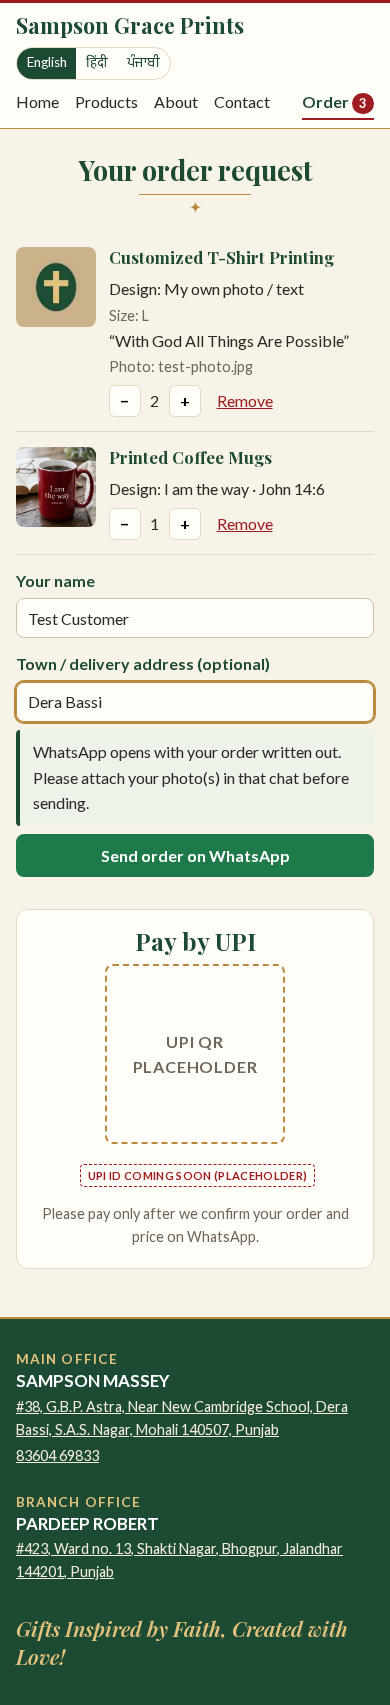 Sampson Grace Prints
English हिंदी ਪੰਜਾਬੀ
Home Products About Contact Order 3
Your order request
Customized T-Shirt Printing
Design: My own photo / text
Size: L
“With God All Things Are Possible”
Photo: test-photo.jpg
− 2 + Remove
Printed Coffee Mugs
I am
the way
Design: I am the way · John 14:6
− 1 + Remove
Your name
Test Customer
Town / delivery address (optional)
Dera Bassi
WhatsApp opens with your order written out.
Please attach your photo(s) in that chat before
sending.
Send order on WhatsApp
Pay by UPI
UPI QR
PLACEHOLDER
UPI ID COMING SOON (PLACEHOLDER)
Please pay only after we confirm your order and
price on WhatsApp.
MAIN OFFICE
SAMPSON MASSEY
#38, G.B.P. Astra, Near New Cambridge School, Dera
Bassi, S.A.S. Nagar, Mohali 140507, Punjab
83604 69833
BRANCH OFFICE
PARDEEP ROBERT
#423, Ward no. 13, Shakti Nagar, Bhogpur, Jalandhar
144201, Punjab
Gifts Inspired by Faith, Created with
Love!